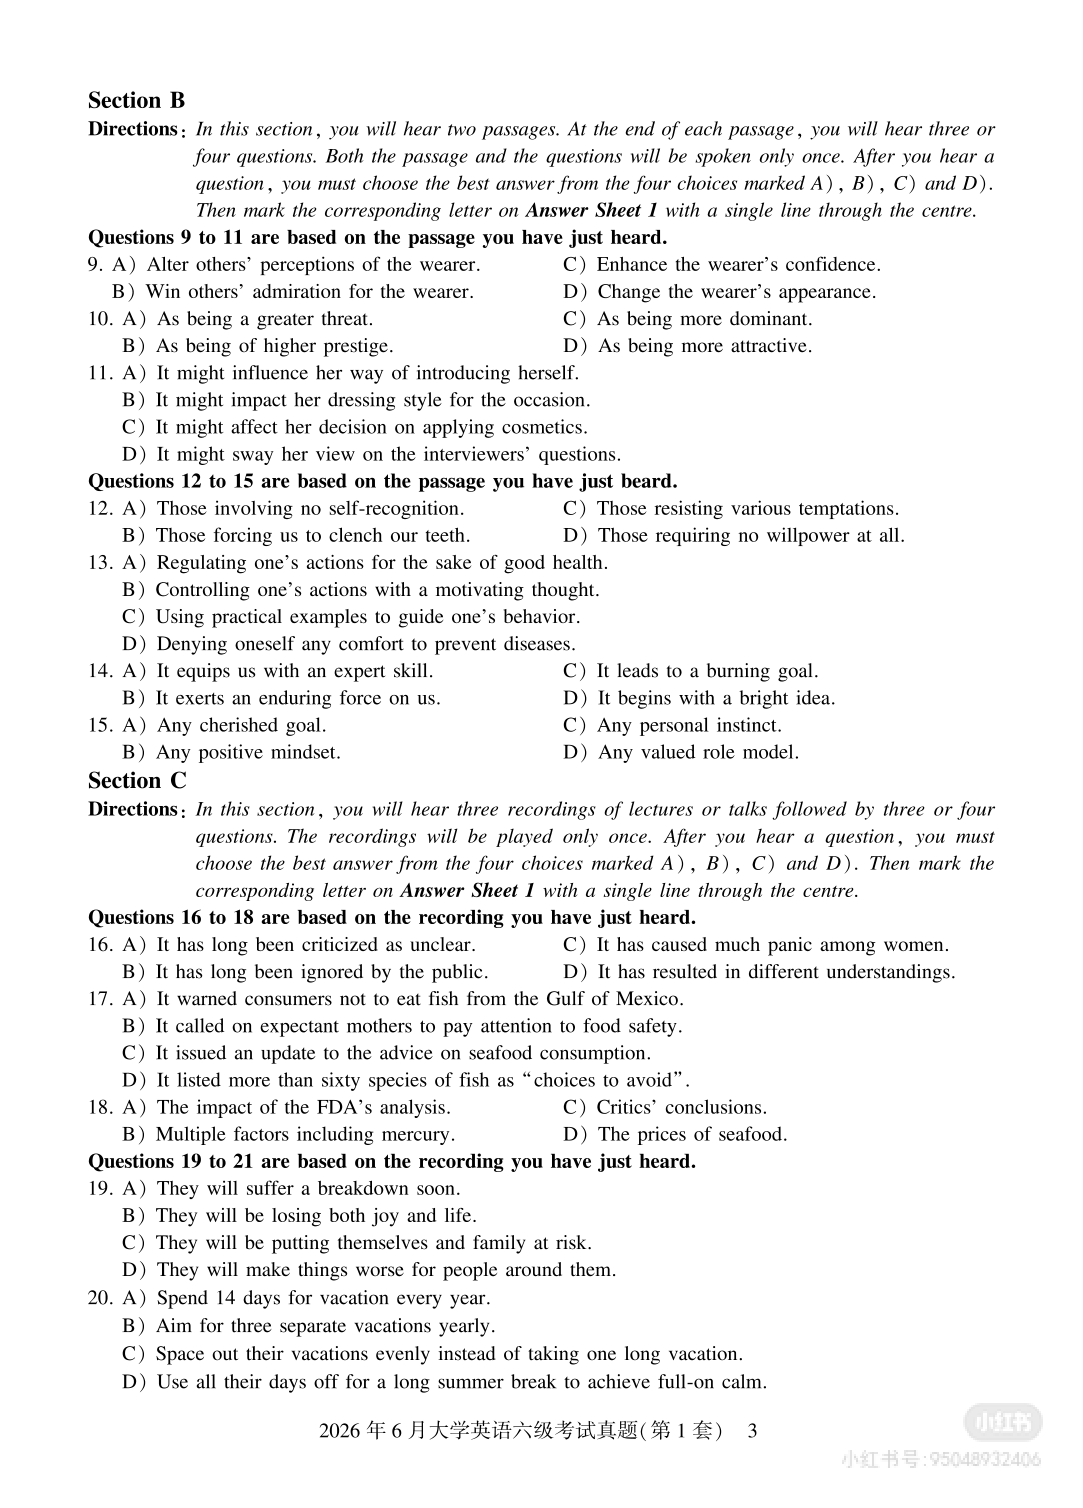 Section B
Directions: In this section, you will hear two passages. At the end of each passage, you will hear three or
four questions. Both the passage and the questions will be spoken only once. After you hear a
question, you must choose the best answer from the four choices marked A), B), C) and D).
Then mark the corresponding letter on Answer Sheet 1 with a single line through the centre.
Questions 9 to 11 are based on the passage you have just heard.
9. A) Alter others' perceptions of the wearer. C) Enhance the wearer's confidence.
B) Win others' admiration for the wearer. D) Change the wearer's appearance.
10. A) As being a greater threat. C) As being more dominant.
B) As being of higher prestige. D) As being more attractive.
11. A) It might influence her way of introducing herself.
B) It might impact her dressing style for the occasion.
C) It might affect her decision on applying cosmetics.
D) It might sway her view on the interviewers' questions.
Questions 12 to 15 are based on the passage you have just beard.
12. A) Those involving no self-recognition. C) Those resisting various temptations.
B) Those forcing us to clench our teeth. D) Those requiring no willpower at all.
13. A) Regulating one's actions for the sake of good health.
B) Controlling one's actions with a motivating thought.
C) Using practical examples to guide one's behavior.
D) Denying oneself any comfort to prevent diseases.
14. A) It equips us with an expert skill. C) It leads to a burning goal.
B) It exerts an enduring force on us. D) It begins with a bright idea.
15. A) Any cherished goal. C) Any personal instinct.
B) Any positive mindset. D) Any valued role model.
Section C
Directions: In this section, you will hear three recordings of lectures or talks followed by three or four
questions. The recordings will be played only once. After you hear a question, you must
choose the best answer from the four choices marked A), B), C) and D). Then mark the
corresponding letter on Answer Sheet 1 with a single line through the centre.
Questions 16 to 18 are based on the recording you have just heard.
16. A) It has long been criticized as unclear. C) It has caused much panic among women.
B) It has long been ignored by the public. D) It has resulted in different understandings.
17. A) It warned consumers not to eat fish from the Gulf of Mexico.
B) It called on expectant mothers to pay attention to food safety.
C) It issued an update to the advice on seafood consumption.
D) It listed more than sixty species of fish as “choices to avoid”.
18. A) The impact of the FDA's analysis. C) Critics' conclusions.
B) Multiple factors including mercury. D) The prices of seafood.
Questions 19 to 21 are based on the recording you have just heard.
19. A) They will suffer a breakdown soon.
B) They will be losing both joy and life.
C) They will be putting themselves and family at risk.
D) They will make things worse for people around them.
20. A) Spend 14 days for vacation every year.
B) Aim for three separate vacations yearly.
C) Space out their vacations evenly instead of taking one long vacation.
D) Use all their days off for a long summer break to achieve full-on calm.
2026 年 6 月大学英语六级考试真题(第 1 套) 3
小红书
小红书号:95048932406